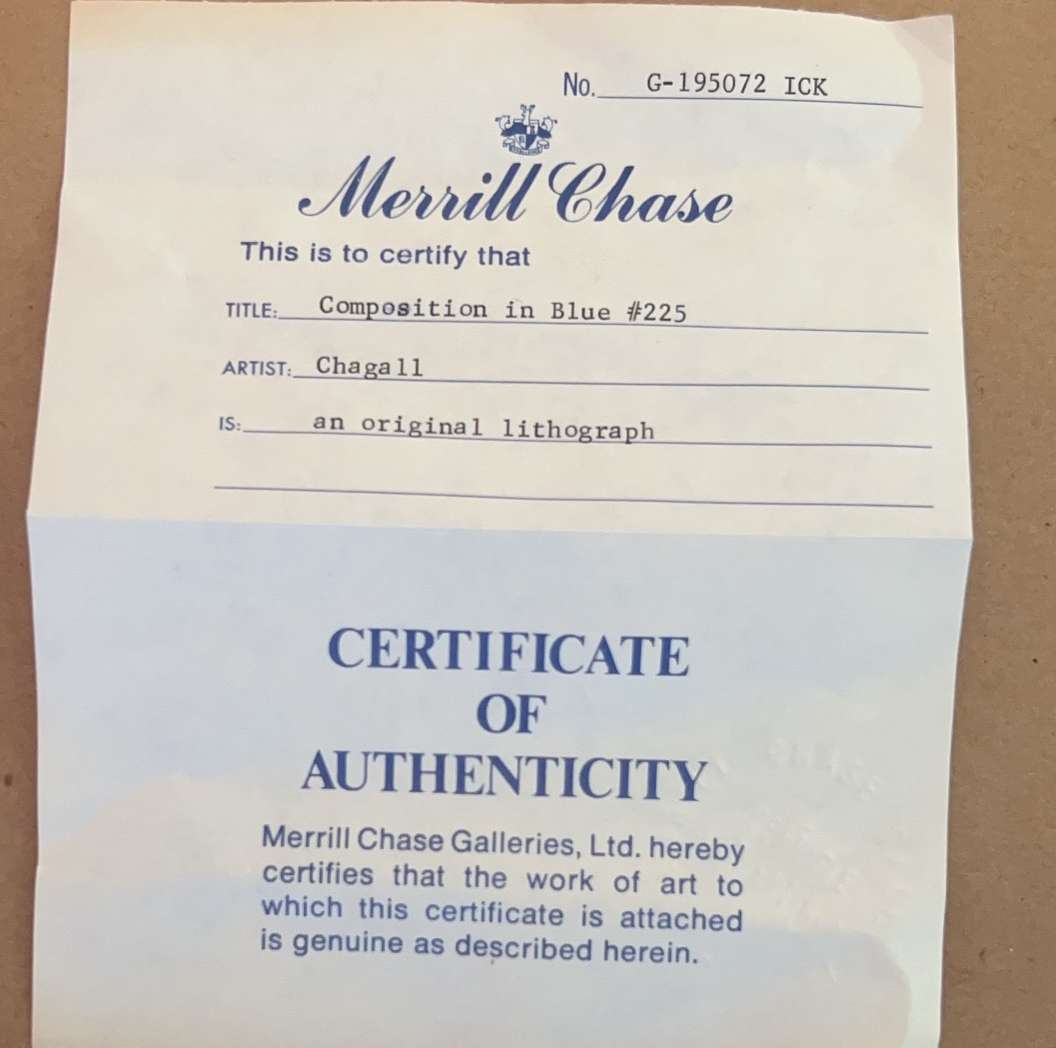 No. G-195072 ICK
Merrill Chase
This is to certify that
TITLE: Composition in Blue #225
ARTIST: Chagall
IS: an original lithograph
CERTIFICATE
OF
AUTHENTICITY
Merrill Chase Galleries, Ltd. hereby
certifies that the work of art to
which this certificate is attached
is genuine as described herein.